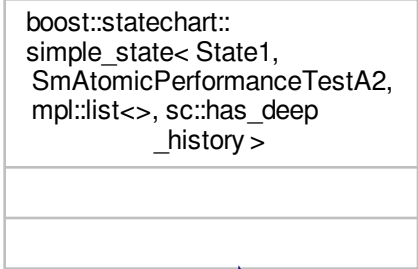 boost::statechart::
simple_state< State1,
SmAtomicPerformanceTestA2,
mpl::list<>, sc::has_deep
_history >